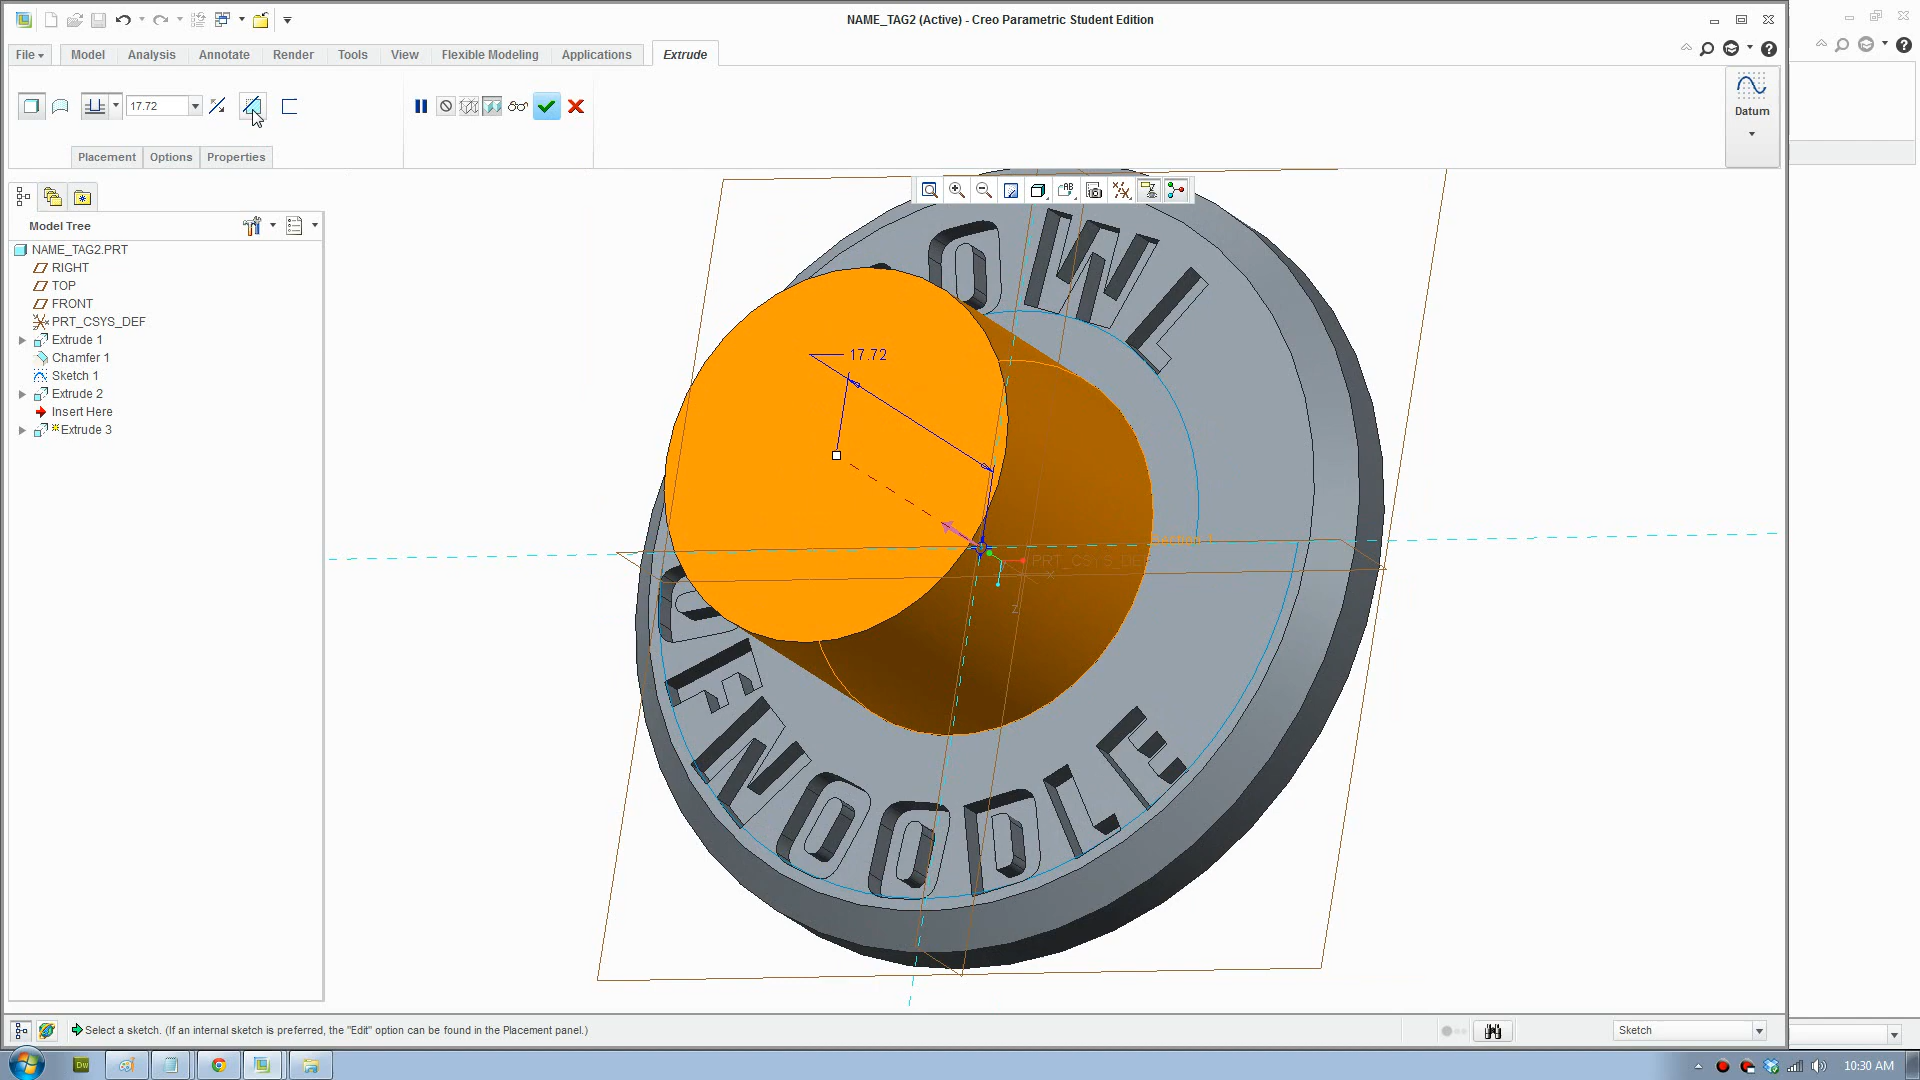 NAME_TAG2 (Active) - Creo Parametric Student Edition
File Model Analysis Annotate Render Tools View Flexible Modeling Applications Extrude
17.72
Datum
Placement Options Properties
Model Tree
NAME_TAG2.PRT
RIGHT
TOP
FRONT
PRT_CSYS_DEF
Extrude 1
Chamfer 1
Sketch 1
Extrude 2
Insert Here
Extrude 3
OWL
17.72
PRT_CSYS_DEF
X
Z
NOODLE
Select a sketch. (If an internal sketch is preferred, the "Edit" option can be found in the Placement panel.)
Sketch
Dw
10:30 AM